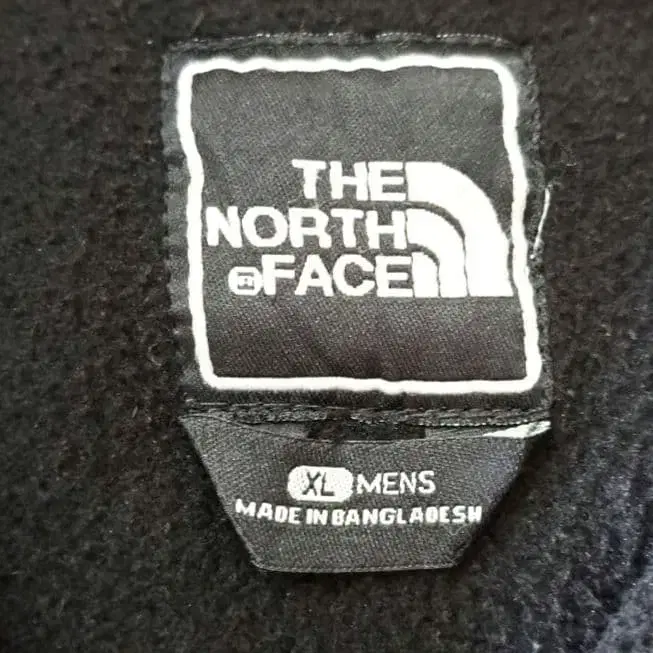 THE
NORTH
®FACE
XL MENS
MADE IN BANGLADESH